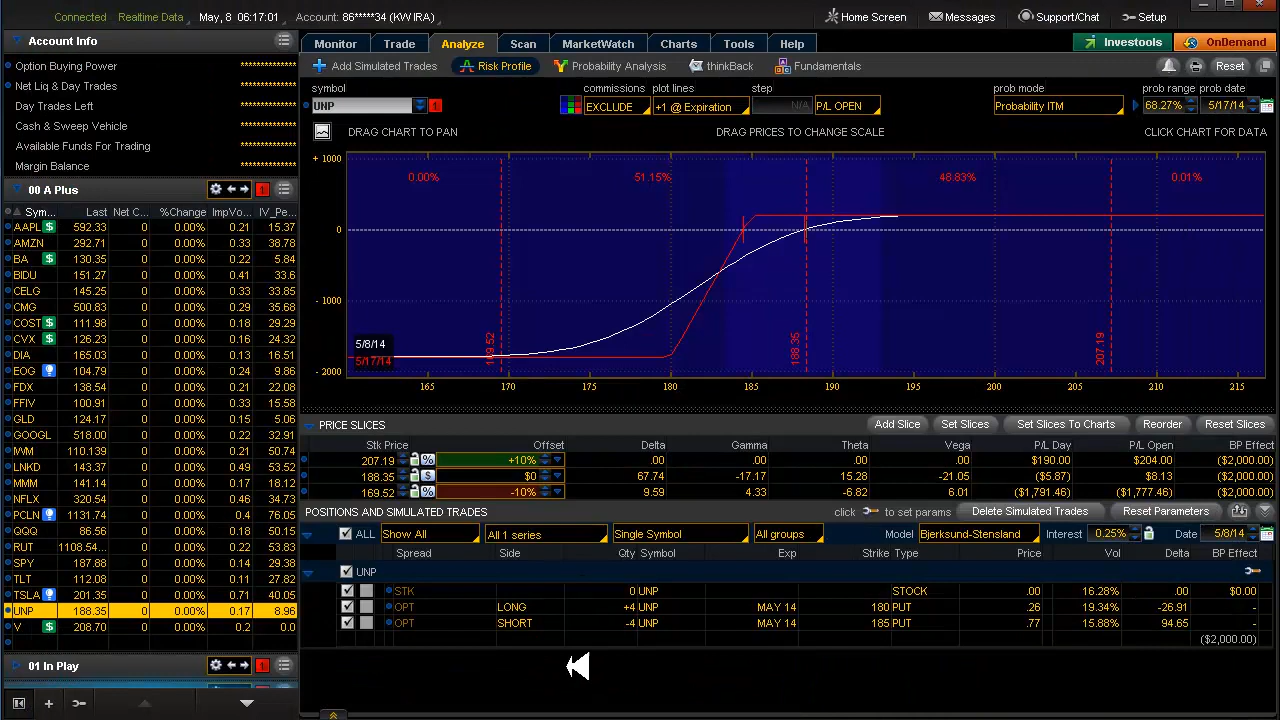 Connected Realtime Data May, 8 06:17:01 Account: 86*****34 (KW IRA) Home Screen Messages Support/Chat Setup
Account Info
Option Buying Power **************
Net Liq & Day Trades **************
Day Trades Left **************
Cash & Sweep Vehicle **************
Available Funds For Trading **************
Margin Balance **************
00 A Plus 1
Sym... Last Net C... %Change ImpVo... IV_Pe...
AAPL $ 592.33 0 0.00% 0.21 15.37
AMZN 292.71 0 0.00% 0.33 38.78
BA $ 130.35 0 0.00% 0.22 5.84
BIDU 151.27 0 0.00% 0.41 33.6
CELG 145.25 0 0.00% 0.33 33.85
CMG 500.83 0 0.00% 0.29 35.68
COST $ 111.98 0 0.00% 0.18 29.29
CVX $ 126.23 0 0.00% 0.16 24.32
DIA 165.03 0 0.00% 0.13 16.51
EOG 104.79 0 0.00% 0.24 9.86
FDX 138.54 0 0.00% 0.21 22.08
FFIV 100.91 0 0.00% 0.33 15.58
GLD 124.17 0 0.00% 0.15 5.06
GOOGL 518.00 0 0.00% 0.22 32.91
IWM 110.139 0 0.00% 0.21 50.74
LNKD 143.37 0 0.00% 0.49 53.52
MMM 141.14 0 0.00% 0.17 18.12
NFLX 320.54 0 0.00% 0.46 34.73
PCLN 1131.74 0 0.00% 0.4 76.05
QQQ 86.56 0 0.00% 0.18 50.15
RUT 1108.54... 0 0.00% 0.22 53.83
SPY 187.88 0 0.00% 0.14 29.38
TLT 112.08 0 0.00% 0.11 27.82
TSLA 201.35 0 0.00% 0.71 40.05
UNP 188.35 0 0.00% 0.17 8.96
V $ 208.70 0 0.00% 0.2 0.0
01 In Play 1
Monitor Trade Analyze Scan MarketWatch Charts Tools Help Investools OnDemand
Add Simulated Trades Risk Profile Probability Analysis thinkBack Fundamentals Reset
symbol commissions plot lines step prob mode prob range prob date
UNP 1 EXCLUDE +1 @ Expiration N/A P/L OPEN Probability ITM 68.27% 5/17/14
DRAG CHART TO PAN DRAG PRICES TO CHANGE SCALE CLICK CHART FOR DATA
+ 1000
0.00% 51.15% 48.83% 0.01%
0
- 1000
5/8/14
5/17/14 169.52 188.35 207.19
- 2000
165 170 175 180 185 190 195 200 205 210 215
PRICE SLICES Add Slice Set Slices Set Slices To Charts Reorder Reset Slices
Stk Price Offset Delta Gamma Theta Vega P/L Day P/L Open BP Effect
207.19 % +10% .00 .00 .00 .00 $190.00 $204.00 ($2,000.00)
188.35 $ $0 67.74 -17.17 15.28 -21.05 ($5.87) $8.13 ($2,000.00)
169.52 % -10% 9.59 4.33 -6.82 6.01 ($1,791.46) ($1,777.46) ($2,000.00)
POSITIONS AND SIMULATED TRADES click to set params Delete Simulated Trades Reset Parameters
ALL Show All All 1 series Single Symbol All groups Model Bjerksund-Stensland Interest 0.25% Date 5/8/14
Spread Side Qty Symbol Exp Strike Type Price Vol Delta BP Effect
UNP
STK 0 UNP STOCK .00 16.28% .00 $0.00
OPT LONG +4 UNP MAY 14 180 PUT .26 19.34% -26.91 -
OPT SHORT -4 UNP MAY 14 185 PUT .77 15.88% 94.65 -
($2,000.00)